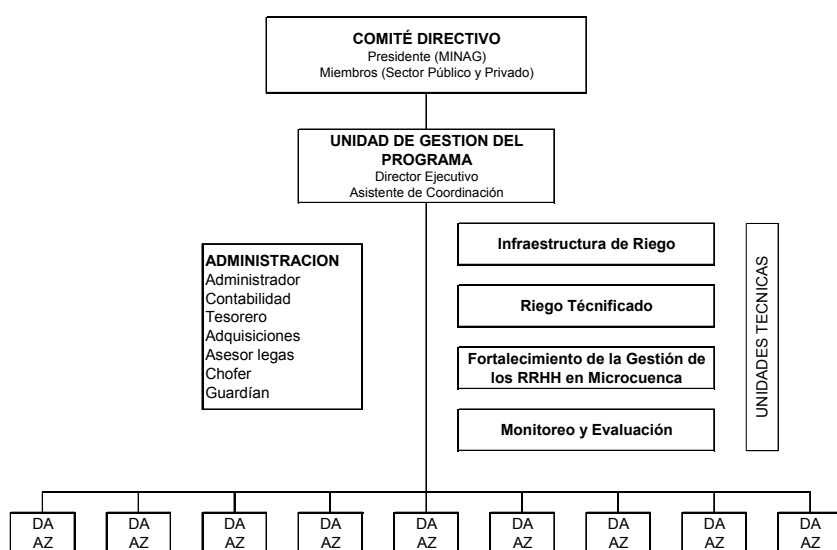 COMITÉ DIRECTIVO
Presidente (MINAG)
Miembros (Sector Público y Privado)
UNIDAD DE GESTION DEL
PROGRAMA
Director Ejecutivo
Asistente de Coordinación
ADMINISTRACION
Administrador
Contabilidad
Tesorero
Adquisiciones
Asesor legas
Chofer
Guardían
Infraestructura de Riego
Riego Técnificado
Fortalecimiento de la Gestión de
los RRHH en Microcuenca
Monitoreo y Evaluación
UNIDADES TECNICAS
DA
AZ
DA
AZ
DA
AZ
DA
AZ
DA
AZ
DA
AZ
DA
AZ
DA
AZ
DA
AZ